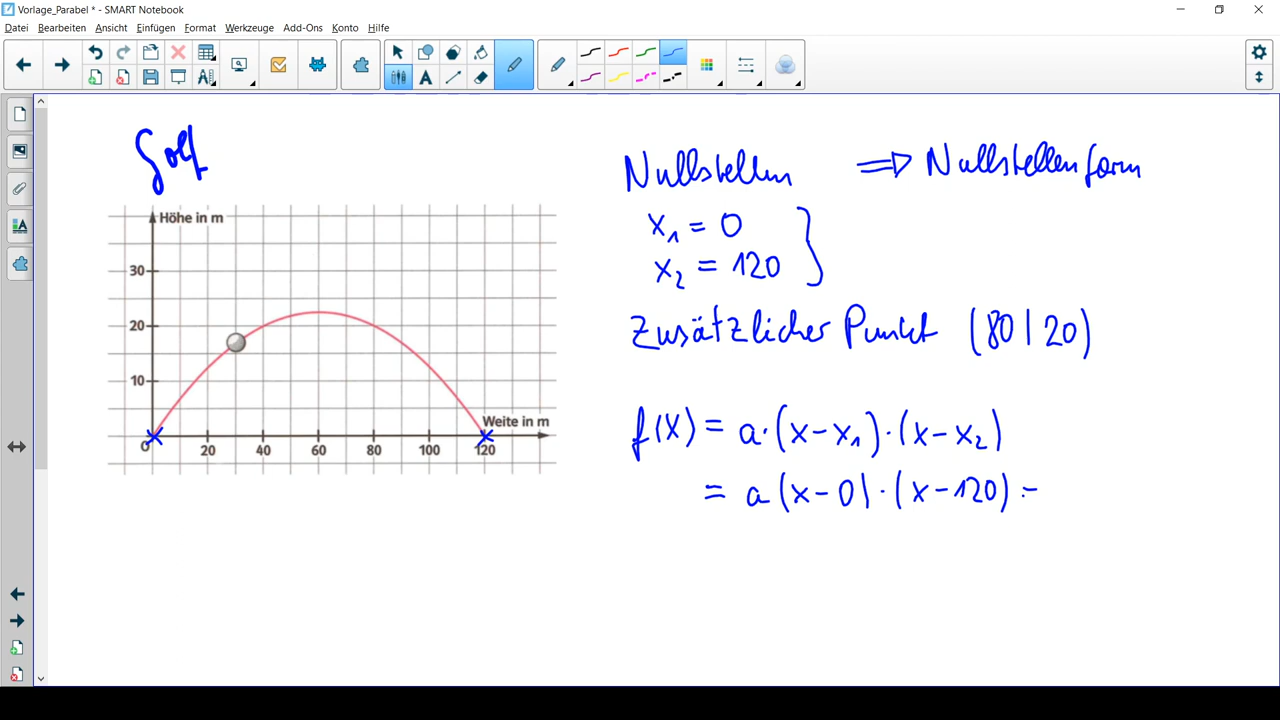 Vorlage_Parabel * - SMART Notebook
Datei Bearbeiten Ansicht Einfügen Format Werkzeuge Add-Ons Konto Hilfe
Golf
Nullstellen ⇒ Nullstellenform
x₁ = 0
x₂ = 120
Zusätzlicher Punkt (80|20)
f(x) = a·(x-x₁)·(x-x₂)
= a(x-0)·(x-120) =
Höhe in m
30
20
10
Weite in m
0 20 40 60 80 100 120